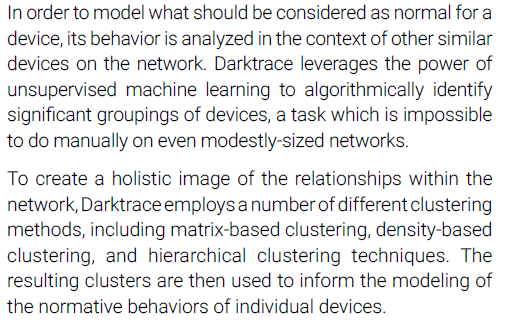 In order to model what should be considered as normal for a
device, its behavior is analyzed in the context of other similar
devices on the network. Darktrace leverages the power of
unsupervised machine learning to algorithmically identify
significant groupings of devices, a task which is impossible
to do manually on even modestly-sized networks.
To create a holistic image of the relationships within the
network, Darktrace employs a number of different clustering
methods, including matrix-based clustering, density-based
clustering, and hierarchical clustering techniques. The
resulting clusters are then used to inform the modeling of
the normative behaviors of individual devices.